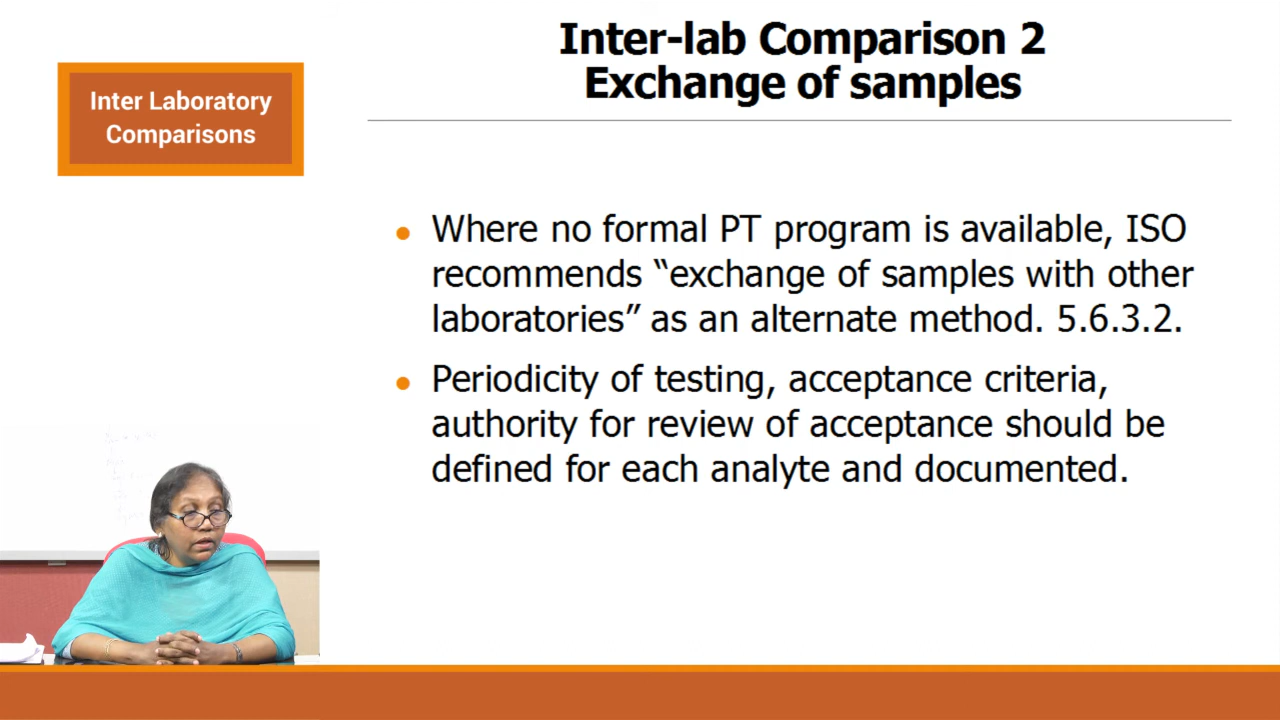 Inter-lab Comparison 2
Exchange of samples
Inter Laboratory
Comparisons
• Where no formal PT program is available, ISO
recommends “exchange of samples with other
laboratories” as an alternate method. 5.6.3.2.
• Periodicity of testing, acceptance criteria,
authority for review of acceptance should be
defined for each analyte and documented.